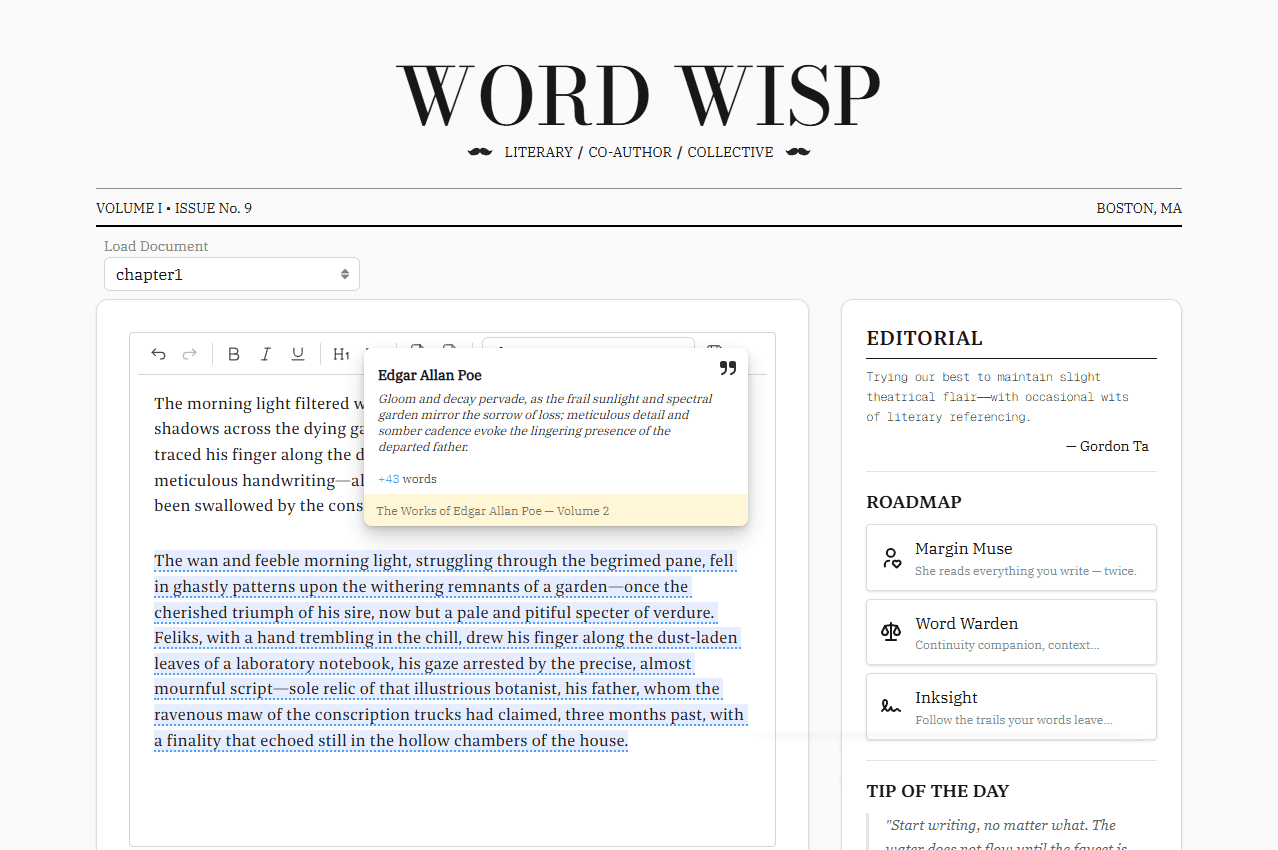 WORD WISP
LITERARY / CO-AUTHOR / COLLECTIVE
VOLUME I • ISSUE No. 9
BOSTON, MA
Load Document
chapter1
B I U H1
Edgar Allan Poe
Gloom and decay pervade, as the frail sunlight and spectral
garden mirror the sorrow of loss; meticulous detail and
somber cadence evoke the lingering presence of the
departed father.
+43 words
The Works of Edgar Allan Poe — Volume 2
The morning light filtered
shadows across the dying
traced his finger along the
meticulous handwriting—
been swallowed by the
The wan and feeble morning light, struggling through the begrimed pane, fell
in ghastly patterns upon the withering remnants of a garden—once the
cherished triumph of his sire, now but a pale and pitiful specter of verdure.
Feliks, with a hand trembling in the chill, drew his finger along the dust-laden
leaves of a laboratory notebook, his gaze arrested by the precise, almost
mournful script—sole relic of that illustrious botanist, his father, whom the
ravenous maw of the conscription trucks had claimed, three months past, with
a finality that echoed still in the hollow chambers of the house.
EDITORIAL
Trying our best to maintain slight
theatrical flair—with occasional wits
of literary referencing.
— Gordon Ta
ROADMAP
Margin Muse
She reads everything you write — twice.
Word Warden
Continuity companion, context...
Inksight
Follow the trails your words leave...
TIP OF THE DAY
"Start writing, no matter what. The
water does not flow until the faucet is